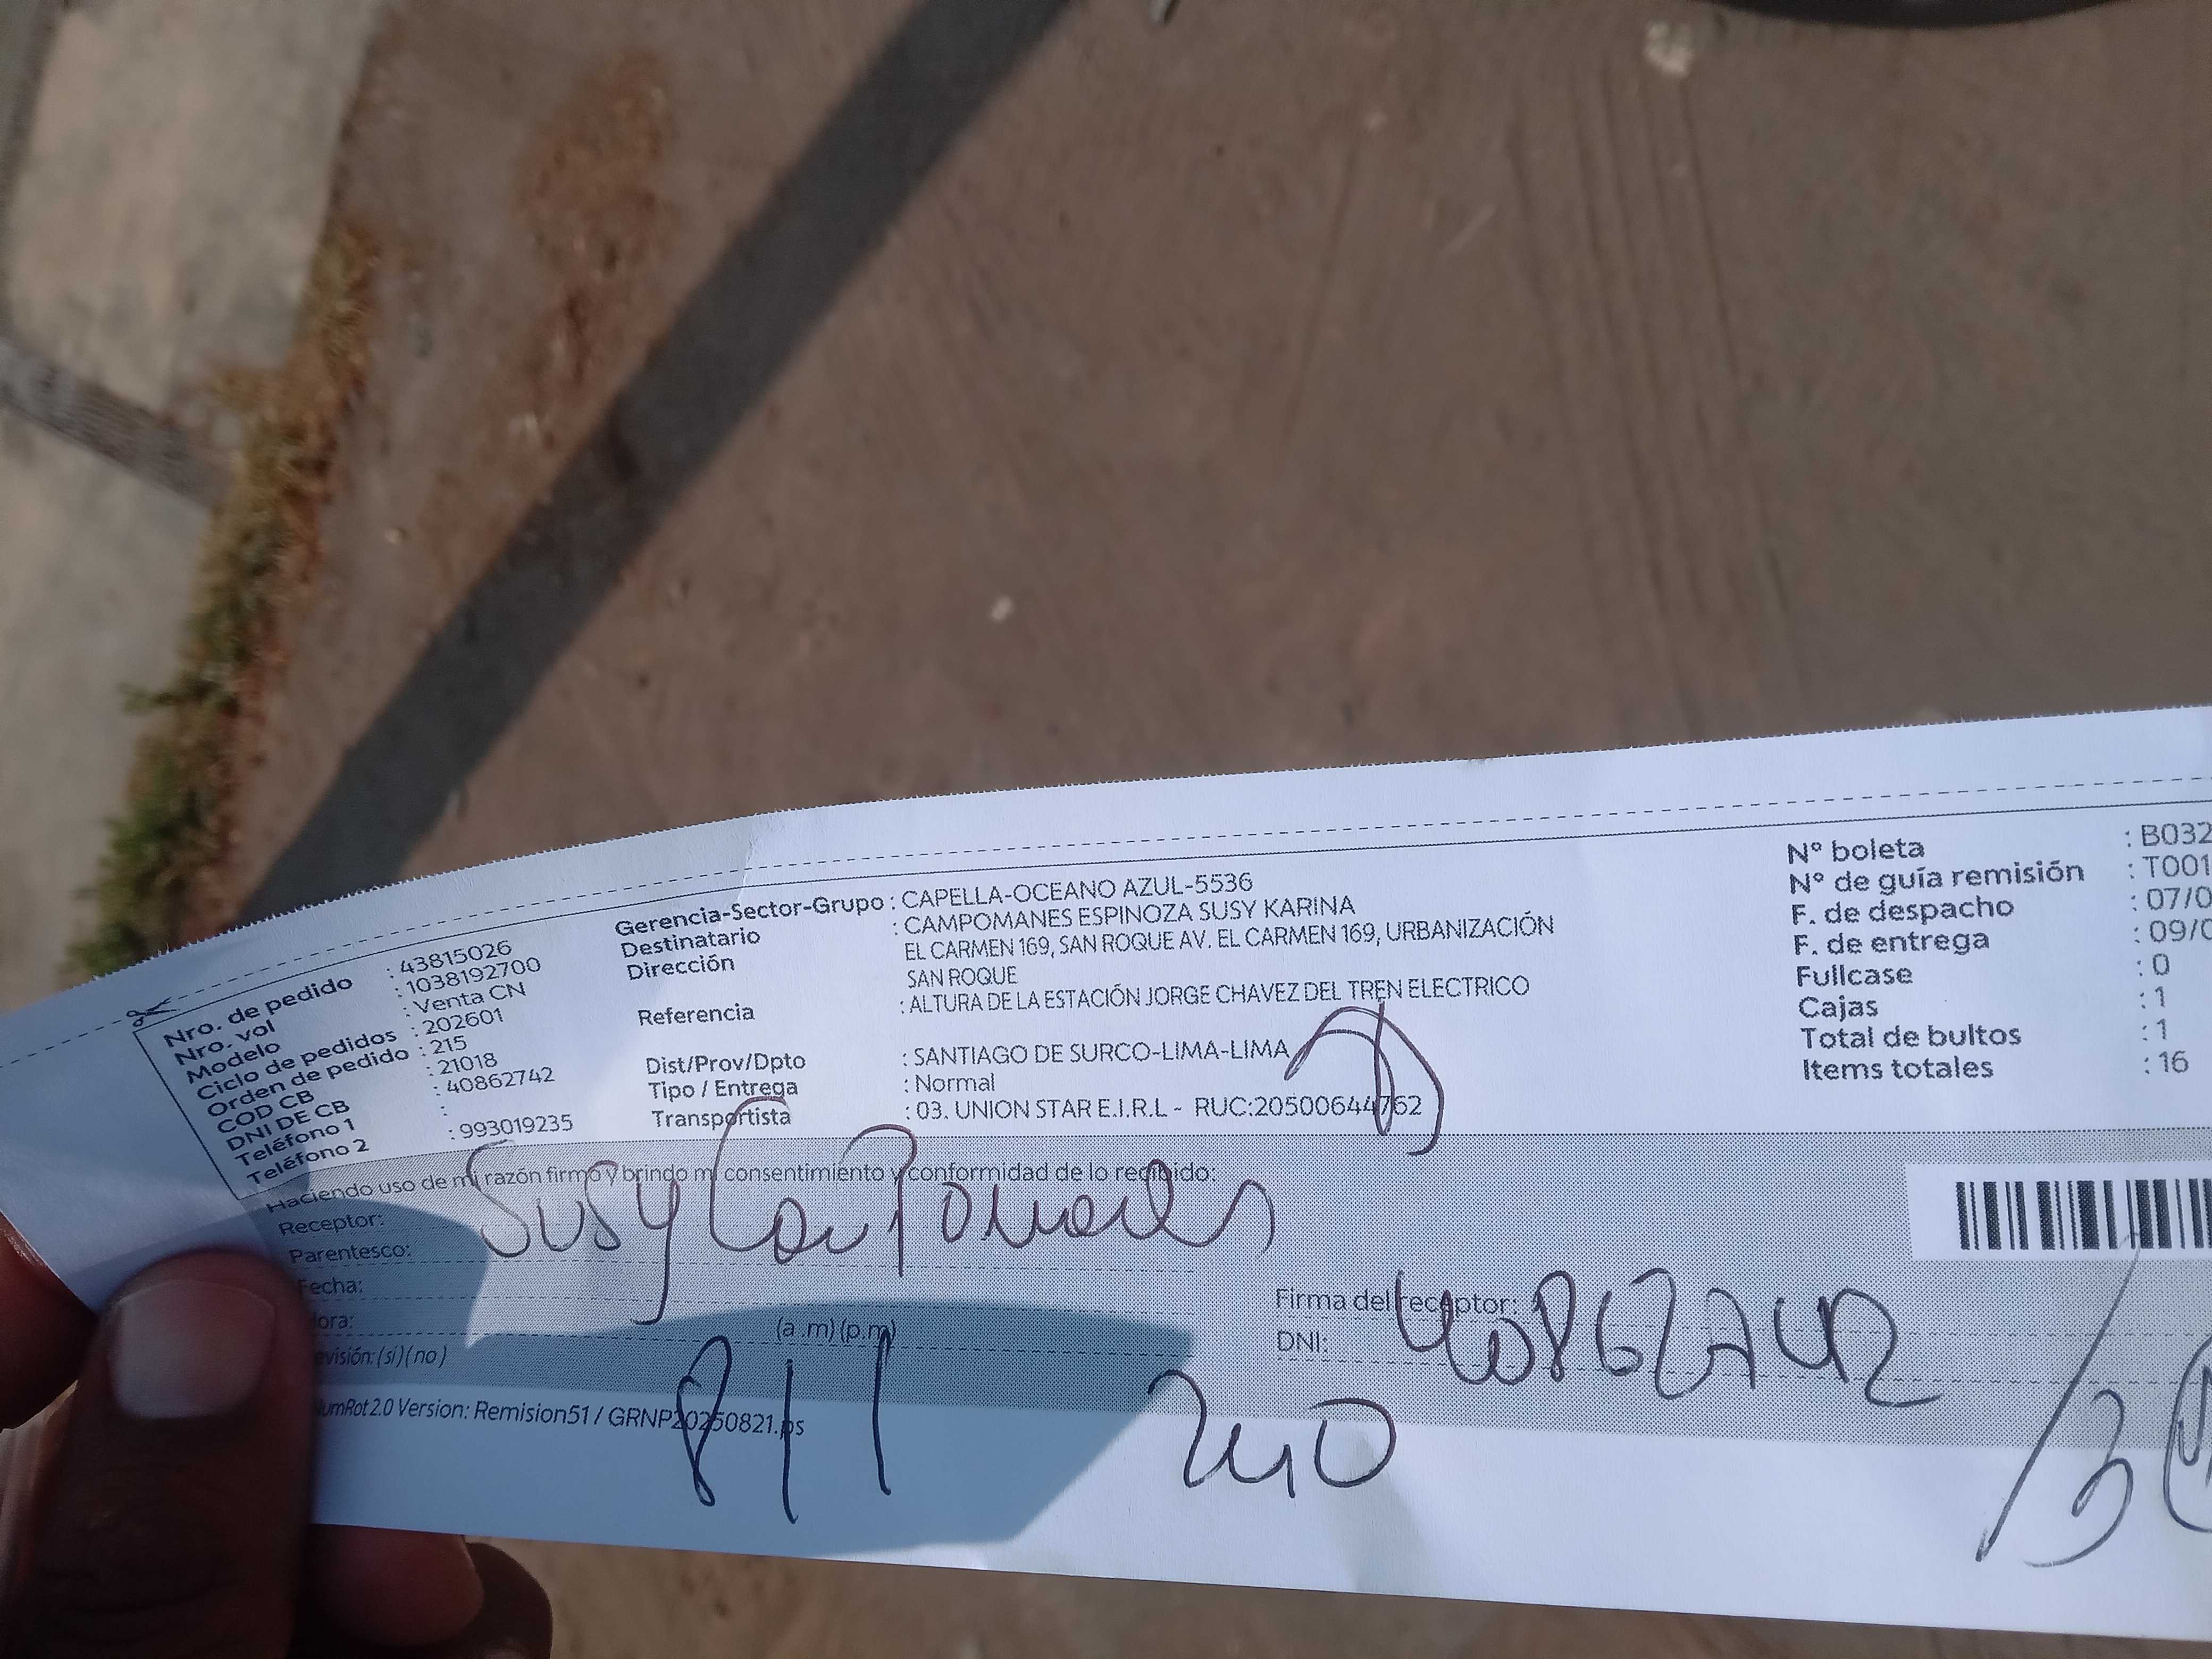 Nro. de pedido : 43815026
Nro. vol : 1038192700
Modelo : Venta CN
Ciclo de pedidos : 202601
Orden de pedido : 215
COD CB : 21018
DNI DE CB : 40862742
Teléfono 1 :
Teléfono 2 : 993019235
Gerencia-Sector-Grupo : CAPELLA-OCEANO AZUL-5536
Destinatario : CAMPOMANES ESPINOZA SUSY KARINA
Dirección EL CARMEN 169, SAN ROQUE AV. EL CARMEN 169, URBANIZACIÓN
SAN ROQUE
Referencia : ALTURA DE LA ESTACIÓN JORGE CHAVEZ DEL TREN ELECTRICO
Dist/Prov/Dpto : SANTIAGO DE SURCO-LIMA-LIMA
Tipo / Entrega : Normal
Transportista : 03. UNION STAR E.I.R.L - RUC:20500644762
N° boleta : B032
N° de guía remisión : T001
F. de despacho : 07/0
F. de entrega : 09/0
Fullcase : 0
Cajas : 1
Total de bultos : 1
Items totales : 16
Haciendo uso de mi razón firmo y brindo mi consentimiento y conformidad de lo recibido:
Receptor: Susy Campomanes
Parentesco:
Fecha:
Hora: (a .m) (p.m)
evisión: (si) (no)
Firma del receptor:
DNI: 40862742
NumRot 2.0 Version: Remision51 / GRNP20250821.ps
8/1 240